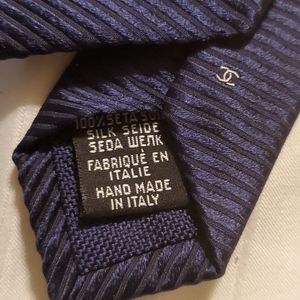 100% SETA
SILK SEIDE
SEDA ШЕЛК
FABRIQUÉ EN
ITALIE
HAND MADE
IN ITALY